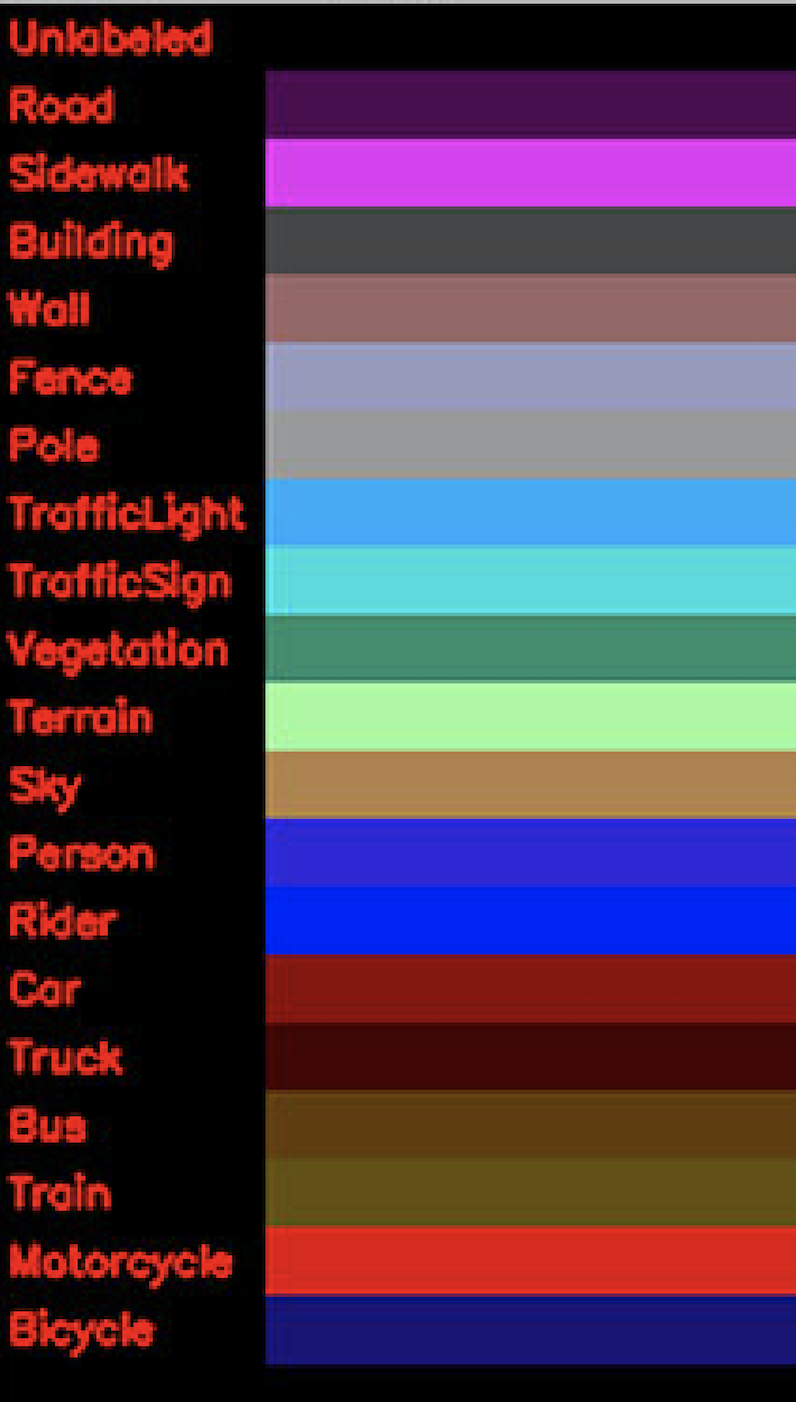 Unlabeled
Road
Sidewalk
Building
Wall
Fence
Pole
TrafficLight
TrafficSign
Vegetation
Terrain
Sky
Person
Rider
Car
Truck
Bus
Train
Motorcycle
Bicycle